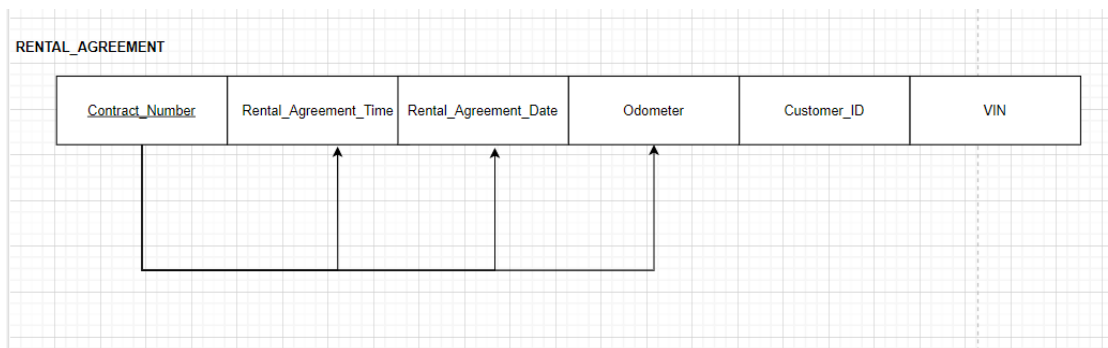 RENTAL_AGREEMENT
Contract_Number Rental_Agreement_Time Rental_Agreement_Date Odometer Customer_ID VIN